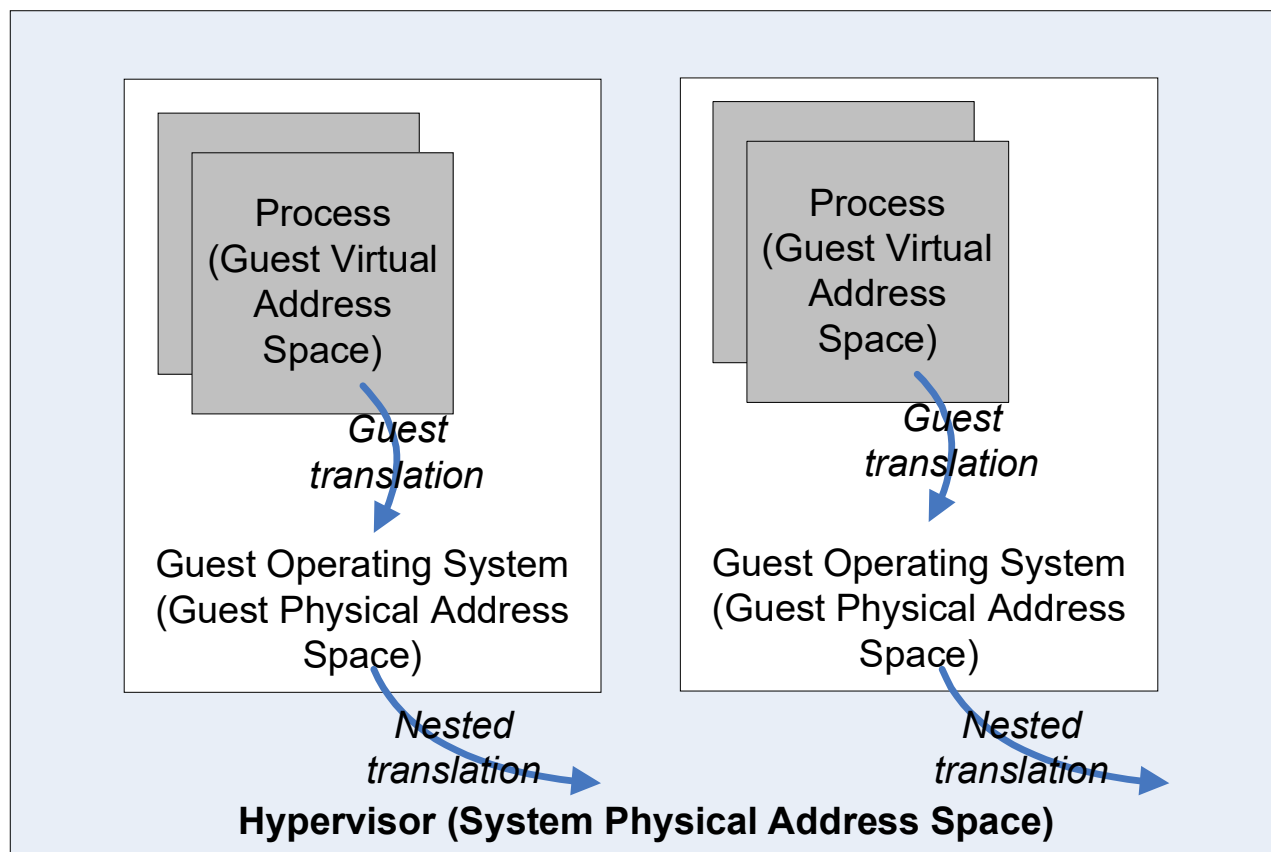 Process
(Guest Virtual
Address
Space)
Guest
translation
Guest Operating System
(Guest Physical Address
Space)
Nested
translation
Process
(Guest Virtual
Address
Space)
Guest
translation
Guest Operating System
(Guest Physical Address
Space)
Nested
translation
Hypervisor (System Physical Address Space)